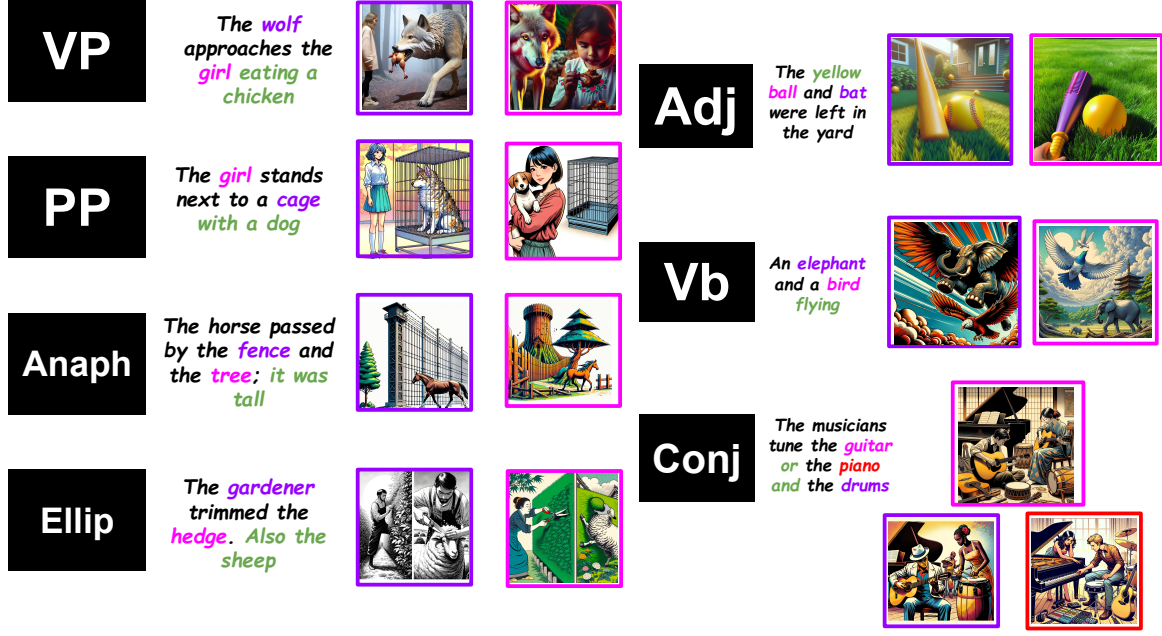 VP
The wolf
approaches the
girl eating a
chicken
PP
The girl stands
next to a cage
with a dog
Anaph
The horse passed
by the fence and
the tree; it was
tall
Ellip
The gardener
trimmed the
hedge. Also the
sheep
Adj
The yellow
ball and bat
were left in
the yard
Vb
An elephant
and a bird
flying
Conj
The musicians
tune the guitar
or the piano
and the drums